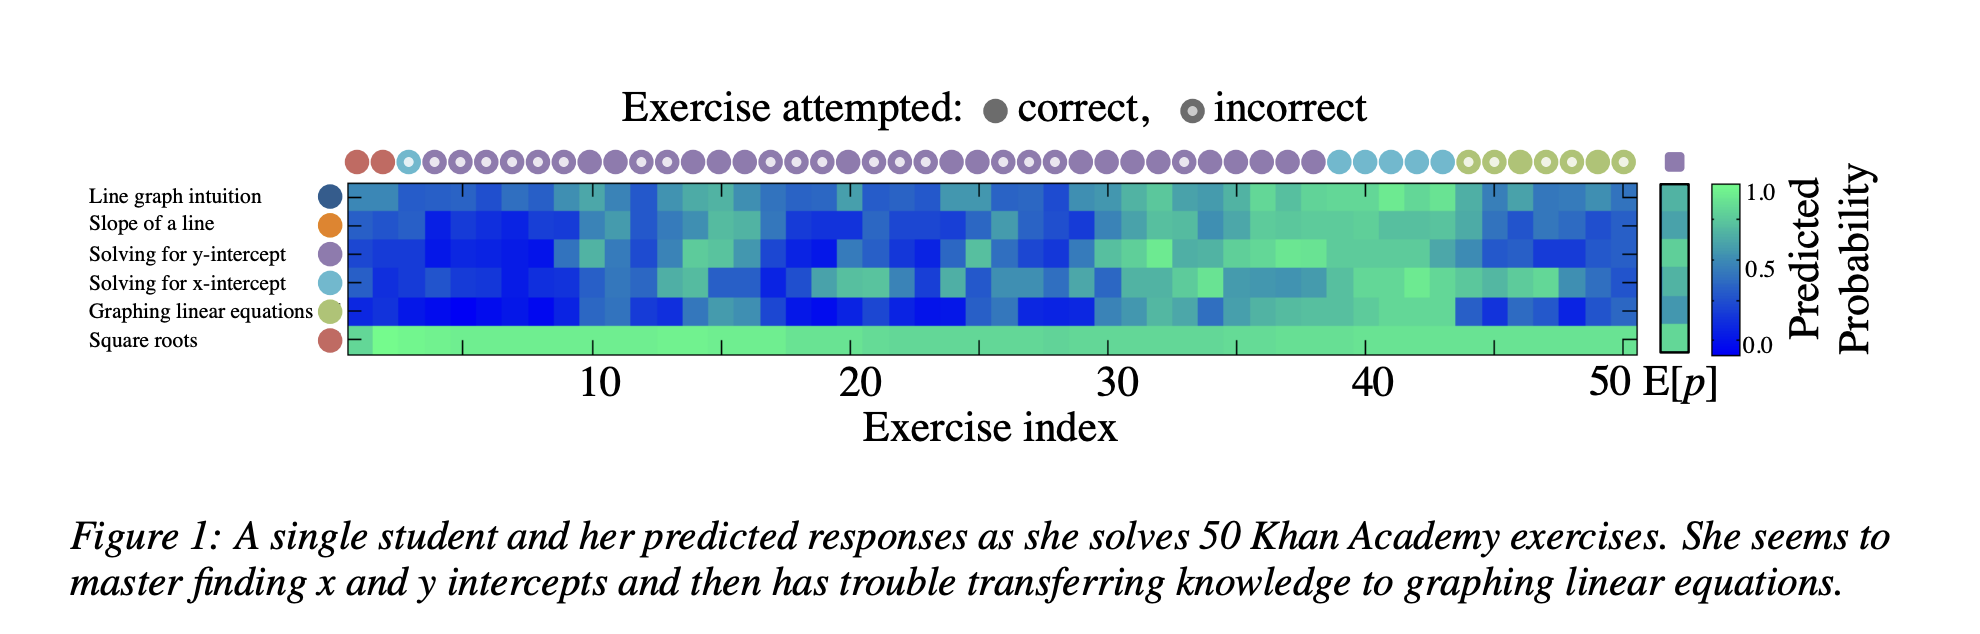 Exercise attempted: correct, incorrect
Line graph intuition
Slope of a line
Solving for y-intercept
Solving for x-intercept
Graphing linear equations
Square roots
10 20 30 40 50 E[p]
Exercise index
1.0
0.5
0.0
Predicted
Probability
Figure 1: A single student and her predicted responses as she solves 50 Khan Academy exercises. She seems to
master finding x and y intercepts and then has trouble transferring knowledge to graphing linear equations.